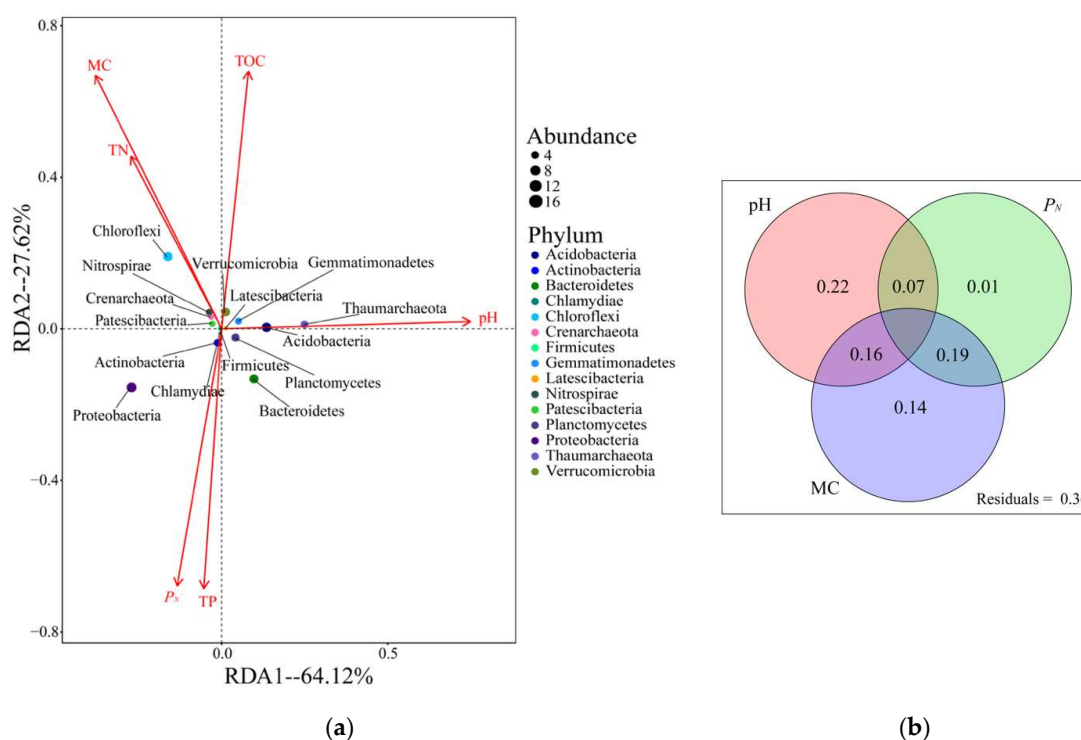 0.8
MC
TOC
TN
0.4
Chloroflexi
Nitrospirae
Verrucomicrobia
Gemmatimonadetes
Crenarchaeota
Latescibacteria
Thaumarchaeota
Patescibacteria
pH
0.0
Acidobacteria
Actinobacteria
Firmicutes
Planctomycetes
Chlamydiae
Proteobacteria
Bacteroidetes
−0.4
PN
TP
−0.8
0.0
0.5
RDA2--27.62%
RDA1--64.12%
Abundance
4
8
12
16
Phylum
Acidobacteria
Actinobacteria
Bacteroidetes
Chlamydiae
Chloroflexi
Crenarchaeota
Firmicutes
Gemmatimonadetes
Latescibacteria
Nitrospirae
Patescibacteria
Planctomycetes
Proteobacteria
Thaumarchaeota
Verrucomicrobia
(a)
pH
PN
0.22
0.07
0.01
0.16
0.19
0.14
MC
Residuals =
(b)